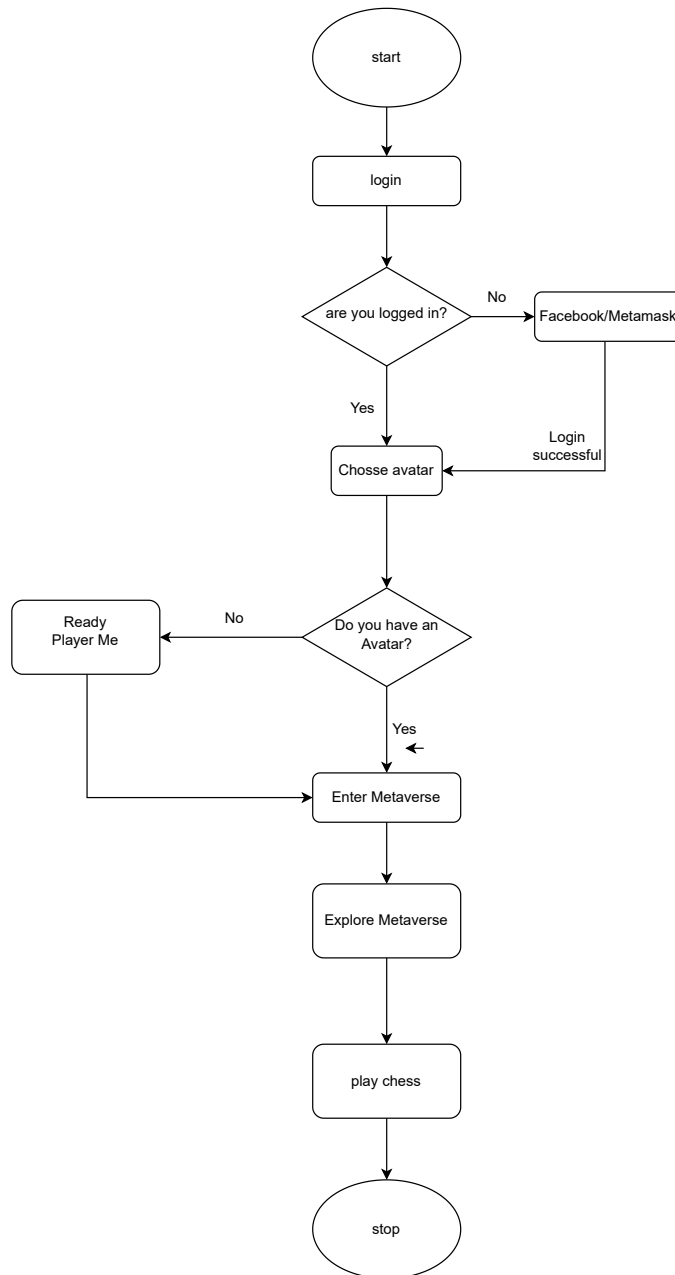 start
login
are you logged in?
No
Facebook/Metamask
Yes
Login
successful
Chosse avatar
Ready
Player Me
No
Do you have an
Avatar?
Yes
Enter Metaverse
Explore Metaverse
play chess
stop